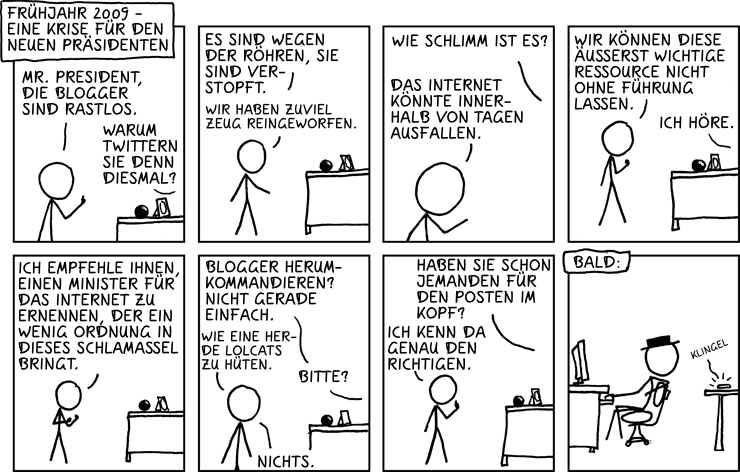 FRÜHJAHR 2009 -
EINE KRISE FÜR DEN
NEUEN PRÄSIDENTEN
MR. PRESIDENT,
DIE BLOGGER
SIND RASTLOS.
WARUM
TWITTERN
SIE DENN
DIESMAL?
ES SIND WEGEN
DER RÖHREN, SIE
SIND VER-
STOPFT.
WIR HABEN ZUVIEL
ZEUG REINGEWORFEN.
WIE SCHLIMM IST ES?
DAS INTERNET
KÖNNTE INNER-
HALB VON TAGEN
AUSFALLEN.
WIR KÖNNEN DIESE
ÄUSSERST WICHTIGE
RESSOURCE NICHT
OHNE FÜHRUNG
LASSEN.
ICH HÖRE.
ICH EMPFEHLE IHNEN,
EINEN MINISTER FÜR
DAS INTERNET ZU
ERNENNEN, DER EIN
WENIG ORDNUNG IN
DIESES SCHLAMASSEL
BRINGT.
BLOGGER HERUM-
KOMMANDIEREN?
NICHT GERADE
EINFACH.
WIE EINE HER-
DE LOLCATS
ZU HÜTEN.
BITTE?
NICHTS.
HABEN SIE SCHON
JEMANDEN FÜR
DEN POSTEN IM
KOPF?
ICH KENN DA
GENAU DEN
RICHTIGEN.
BALD:
KLINGEL